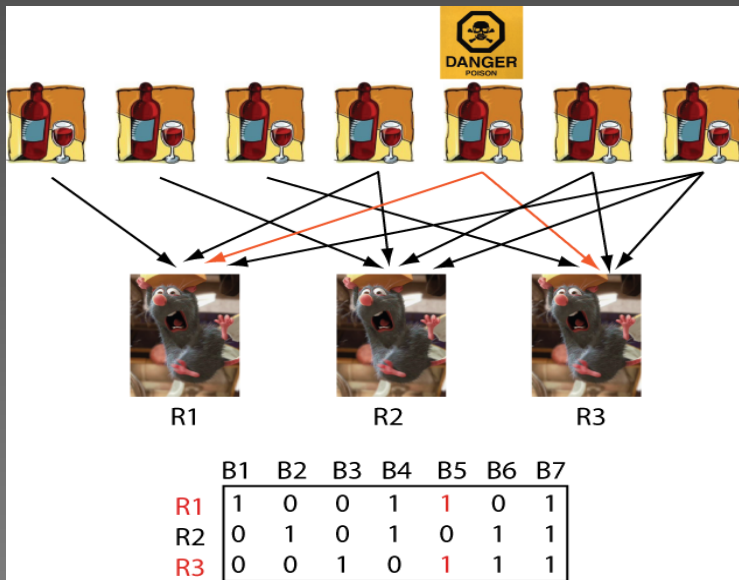 DANGER
POISON
R1 R2 R3
B1 B2 B3 B4 B5 B6 B7
R1 1 0 0 1 1 0 1
R2 0 1 0 1 0 1 1
R3 0 0 1 0 1 1 1